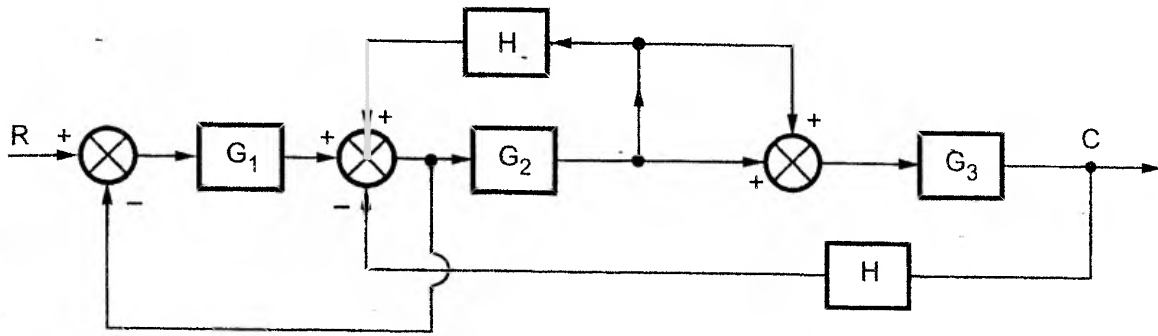 H
R + G₁ + + G₂ + + G₃ C
− −
H